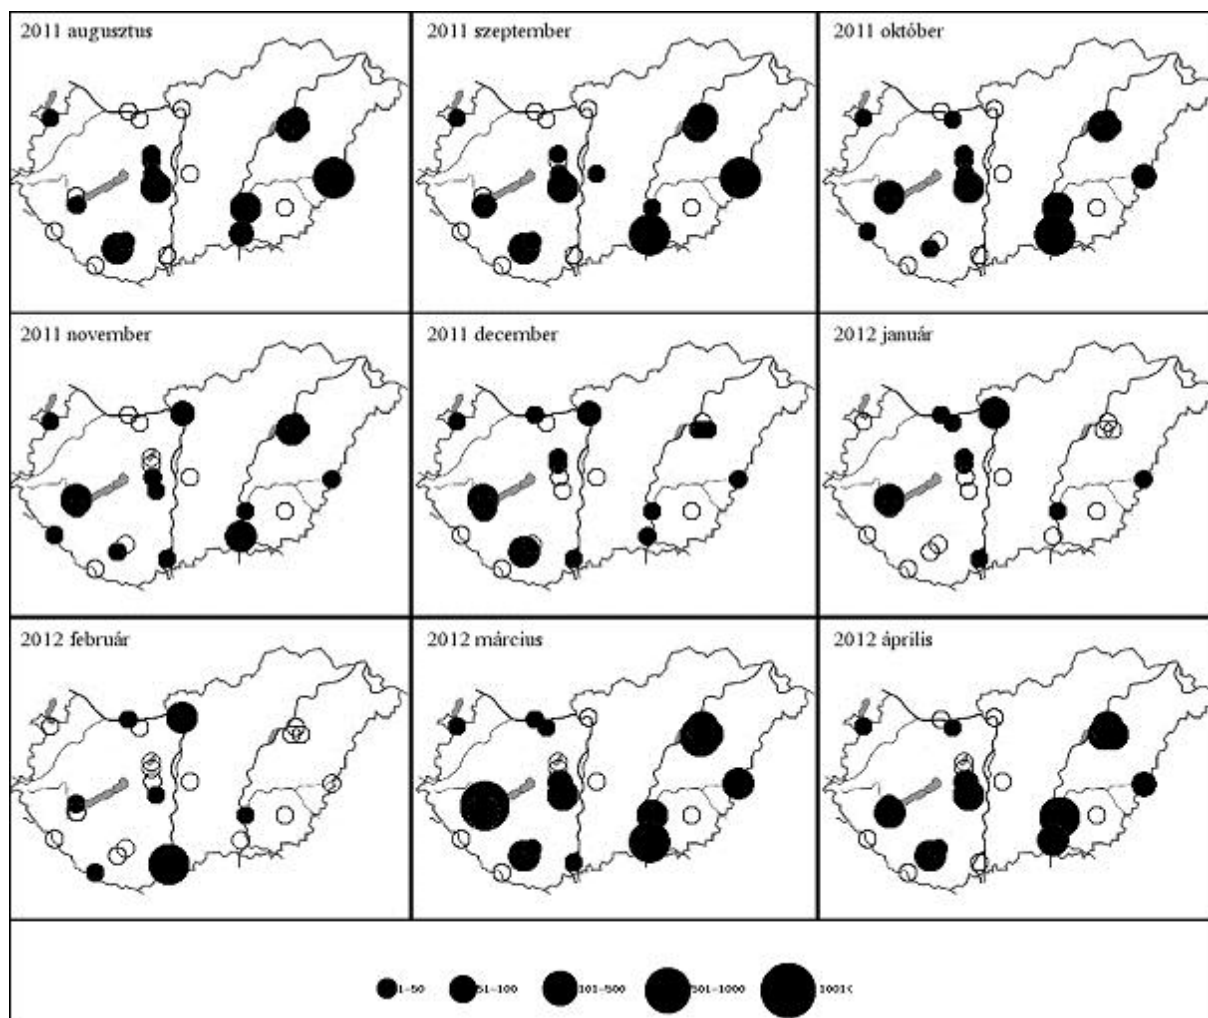 2011 augusztus
2011 szeptember
2011 október
2011 november
2011 december
2012 január
2012 február
2012 március
2012 április
1-50
51-100
101-500
501-1000
1001<